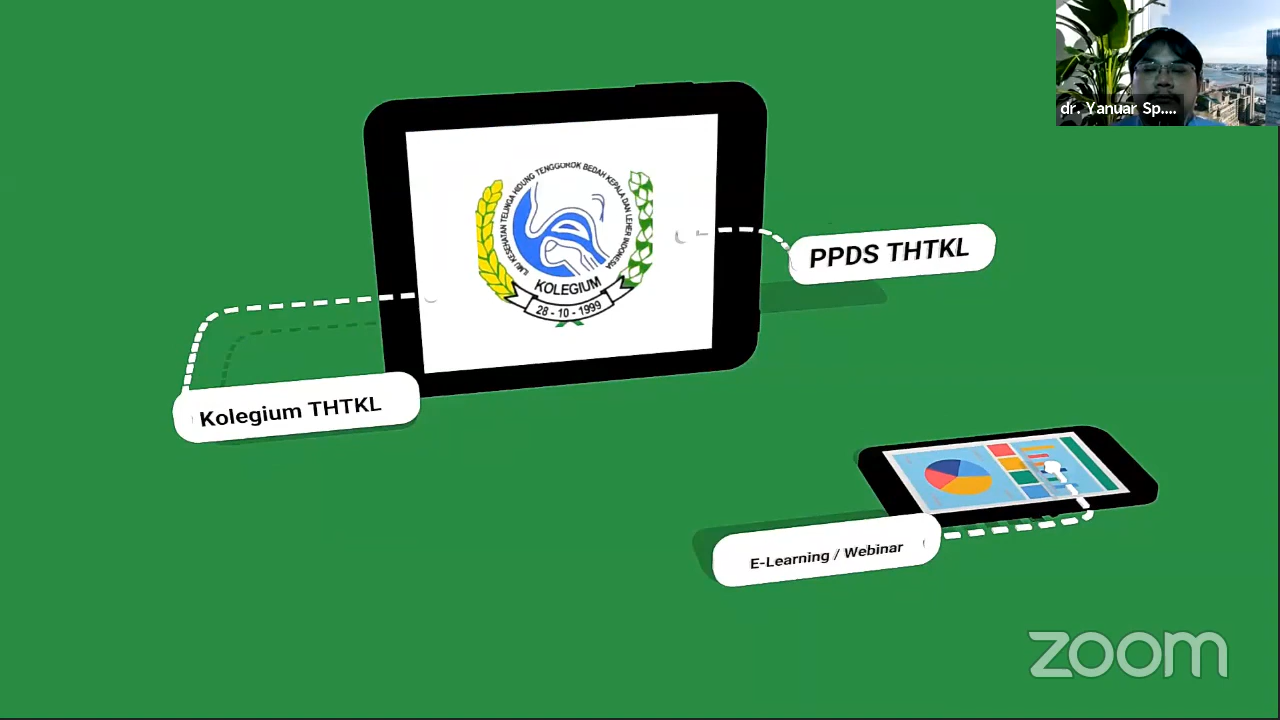 dr. Yanuar Sp....
ILMU KESEHATAN TELINGA HIDUNG TENGGOROK BEDAH KEPALA DAN LEHER INDONESIA
KOLEGIUM
28 - 10 - 1999
PPDS THTKL
Kolegium THTKL
E-Learning / Webinar
zoom